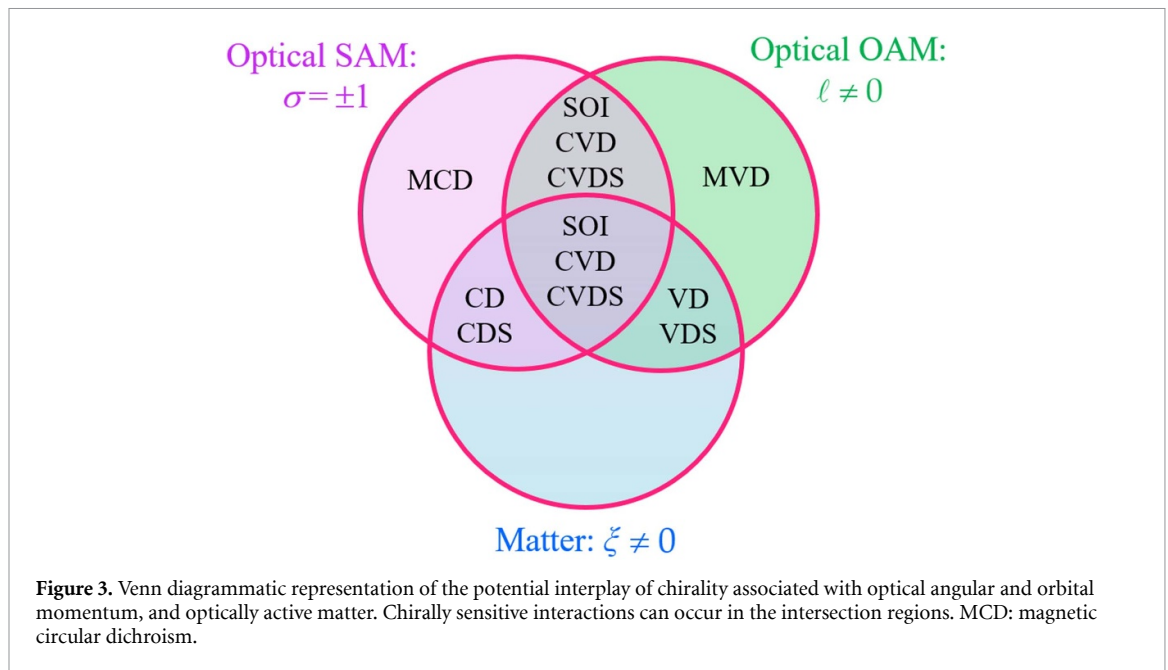 Optical SAM:
σ = ±1
Optical OAM:
ℓ ≠ 0
SOI
CVD
CVDS
MCD
MVD
SOI
CVD
CVDS
CD
CDS
VD
VDS
Matter: ξ ≠ 0
Figure 3. Venn diagrammatic representation of the potential interplay of chirality associated with optical angular and orbital
momentum, and optically active matter. Chirally sensitive interactions can occur in the intersection regions. MCD: magnetic
circular dichroism.